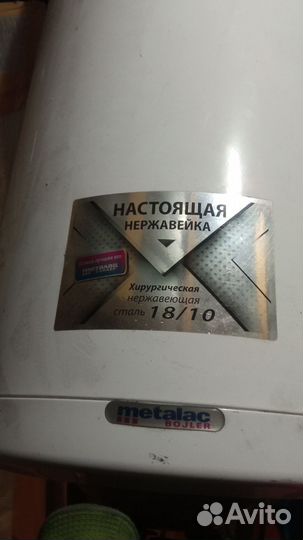 НАСТОЯЩАЯ
НЕРЖАВЕЙКА
Хирургическая
нержавеющая
сталь 18/10
metalac
BOJLER
Avito